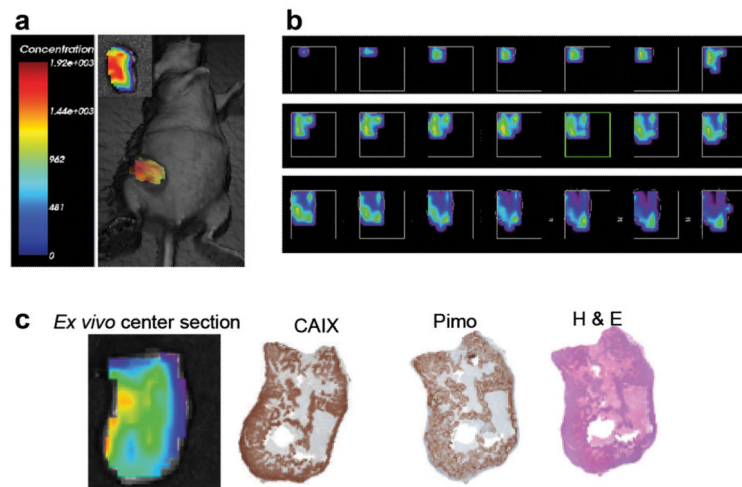 a
b
Concentration
1.92e+003
1.44e+003
962
481
0
c
Ex vivo center section
CAIX
Pimo
H & E